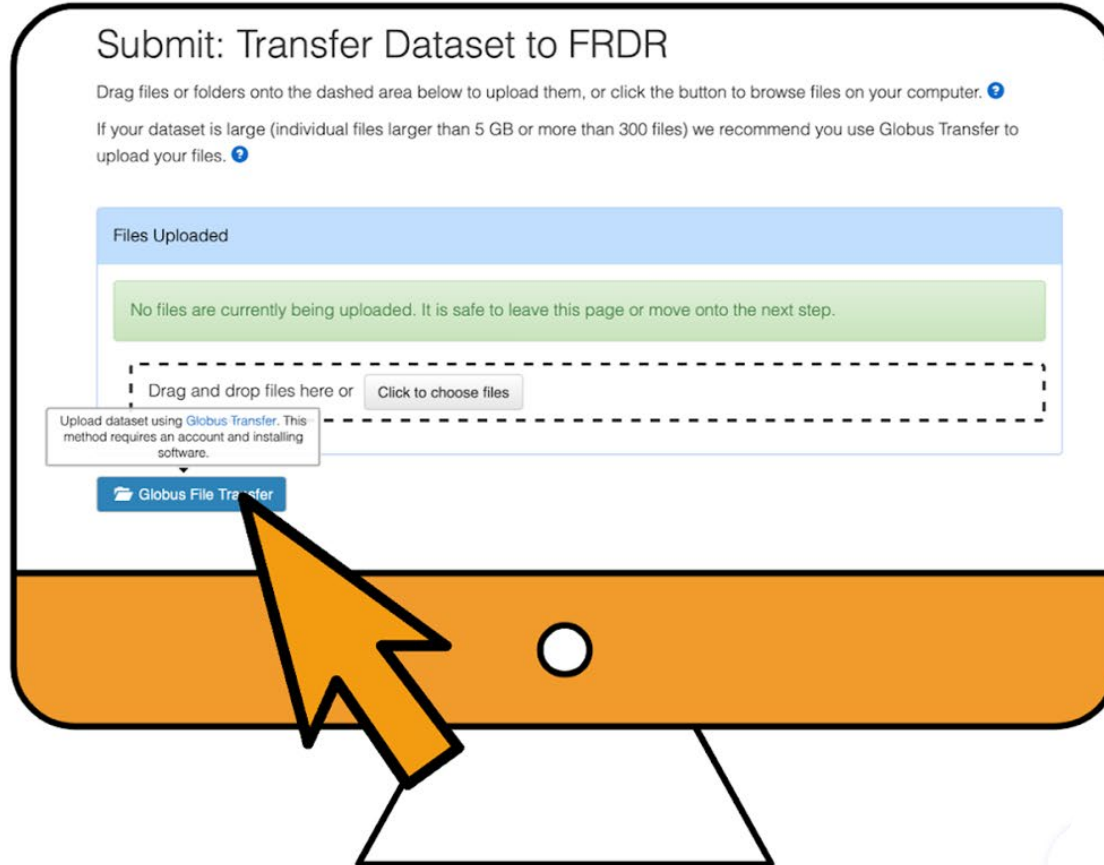 Submit: Transfer Dataset to FRDR
Drag files or folders onto the dashed area below to upload them, or click the button to browse files on your computer. ?
If your dataset is large (individual files larger than 5 GB or more than 300 files) we recommend you use Globus Transfer to
upload your files. ?
Files Uploaded
No files are currently being uploaded. It is safe to leave this page or move onto the next step.
Drag and drop files here or Click to choose files
Upload dataset using Globus Transfer. This
method requires an account and installing
software.
Globus File Transfer